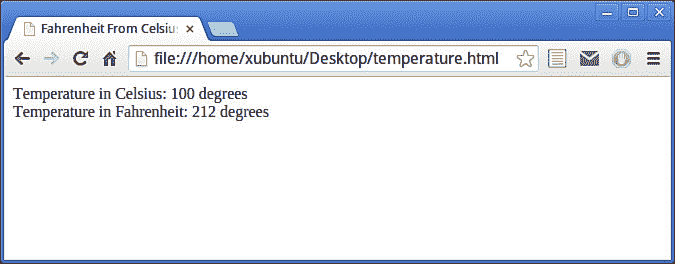 Fahrenheit From Celsiu
file:///home/xubuntu/Desktop/temperature.html
Temperature in Celsius: 100 degrees
Temperature in Fahrenheit: 212 degrees